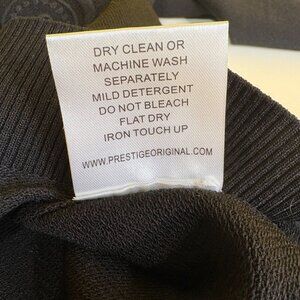 DRY CLEAN OR
MACHINE WASH
SEPARATELY
MILD DETERGENT
DO NOT BLEACH
FLAT DRY
IRON TOUCH UP
WWW.PRESTIGEORIGINAL.COM